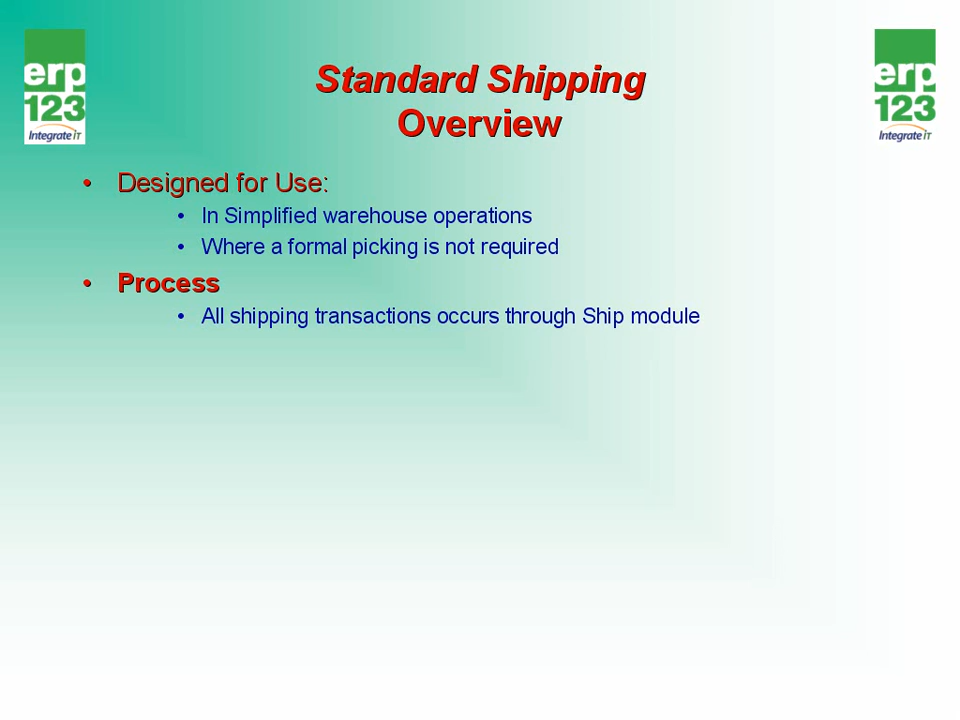 erp
123
Integrate iT
erp
123
Integrate iT
Standard Shipping
Overview
• Designed for Use:
• In Simplified warehouse operations
• Where a formal picking is not required
• Process
• All shipping transactions occurs through Ship module